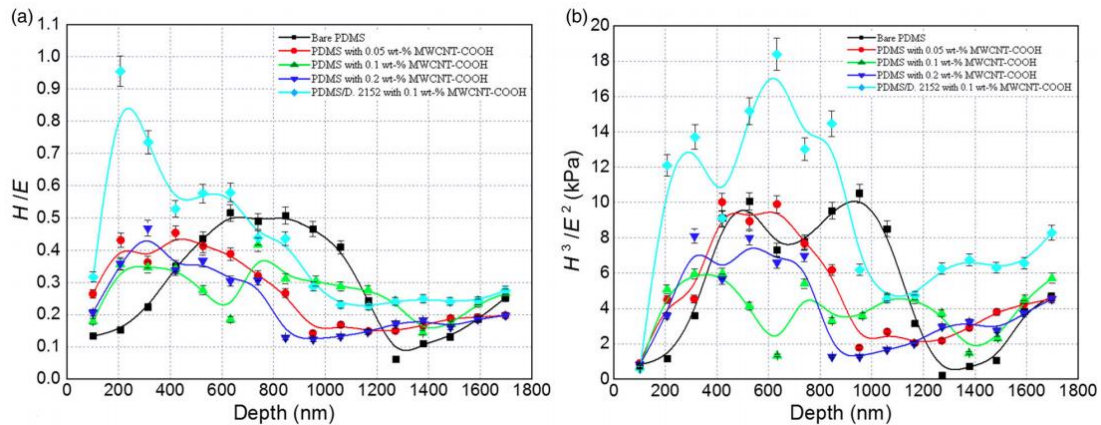 (a)
H/E
1.1
1.0
0.9
0.8
0.7
0.6
0.5
0.4
0.3
0.2
0.1
0.0
Bare PDMS
PDMS with 0.05 wt-% MWCNT-COOH
PDMS with 0.1 wt-% MWCNT-COOH
PDMS with 0.2 wt-% MWCNT-COOH
PDMS/D. 2152 with 0.1 wt-% MWCNT-COOH
0 200 400 600 800 1000 1200 1400 1600 1800
Depth (nm)
(b)
H³/E² (kPa)
20
18
16
14
12
10
8
6
4
2
0
Bare PDMS
PDMS with 0.05 wt-% MWCNT-COOH
PDMS with 0.1 wt-% MWCNT-COOH
PDMS with 0.2 wt-% MWCNT-COOH
PDMS/D. 2152 with 0.1 wt-% MWCNT-COOH
0 200 400 600 800 1000 1200 1400 1600 1800
Depth (nm)